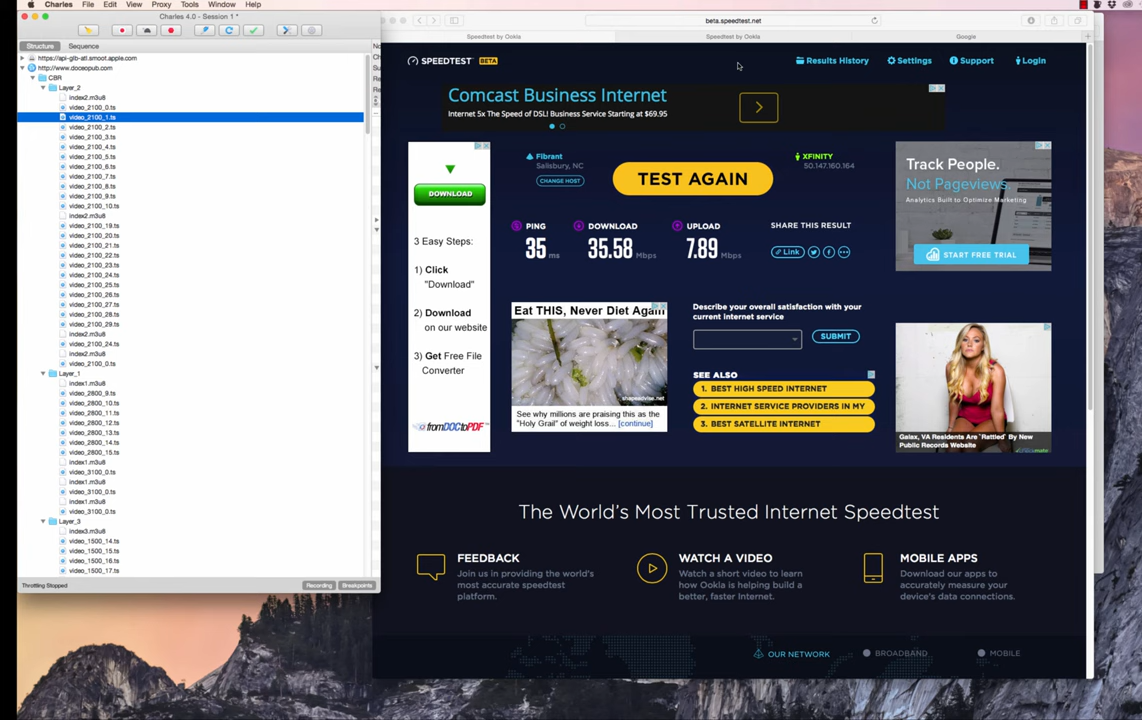 Charles File Edit View Proxy Tools Window Help
Charles 4.0 - Session 1 *
Structure Sequence
https://api-glb-atl.smoot.apple.com
http://www.doceopub.com
CBR
Layer_2
index2.m3u8
video_2100_0.ts
video_2100_1.ts
video_2100_2.ts
video_2100_3.ts
video_2100_4.ts
video_2100_5.ts
video_2100_6.ts
video_2100_7.ts
video_2100_8.ts
video_2100_9.ts
video_2100_10.ts
index2.m3u8
video_2100_19.ts
video_2100_20.ts
video_2100_21.ts
video_2100_22.ts
video_2100_23.ts
video_2100_24.ts
video_2100_25.ts
video_2100_26.ts
video_2100_27.ts
video_2100_28.ts
video_2100_29.ts
index2.m3u8
video_2100_24.ts
index2.m3u8
video_2100_0.ts
Layer_1
index1.m3u8
video_2800_9.ts
video_2800_10.ts
video_2800_11.ts
video_2800_12.ts
video_2800_13.ts
video_2800_14.ts
video_2800_15.ts
index1.m3u8
video_3100_0.ts
index1.m3u8
video_3100_0.ts
index1.m3u8
video_3100_0.ts
Layer_3
index3.m3u8
video_1500_14.ts
video_1500_15.ts
video_1500_16.ts
video_1500_17.ts
Throttling Stopped Recording Breakpoints
beta.speedtest.net
Speedtest by Ookla Speedtest by Ookla Google
SPEEDTEST BETA
Results History Settings Support Login
Comcast Business Internet
Internet 5x The Speed of DSL! Business Service Starting at $69.95
DOWNLOAD
3 Easy Steps:
1) Click
"Download"
2) Download
on our website
3) Get Free File
Converter
fromDOCtoPDF
Fibrant
Salisbury, NC
CHANGE HOST
TEST AGAIN
XFINITY
50.147.160.164
PING
35 ms
DOWNLOAD
35.58 Mbps
UPLOAD
7.89 Mbps
SHARE THIS RESULT
Link
Eat THIS, Never Diet Again
shapeadvise.net
See why millions are praising this as the
"Holy Grail" of weight loss... [continue]
Describe your overall satisfaction with your
current Internet service
SUBMIT
SEE ALSO
1. BEST HIGH SPEED INTERNET
2. INTERNET SERVICE PROVIDERS IN MY
3. BEST SATELLITE INTERNET
Track People.
Not Pageviews.
Analytics Built to Optimize Marketing
START FREE TRIAL
Galax, VA Residents Are "Rattled" By New
Public Records Website
The World's Most Trusted Internet Speedtest
FEEDBACK
Join us in providing the world's
most accurate speedtest
platform.
WATCH A VIDEO
Watch a short video to learn
how Ookla is helping build a
better, faster Internet.
MOBILE APPS
Download our apps to
accurately measure your
device's data connections.
OUR NETWORK BROADBAND MOBILE